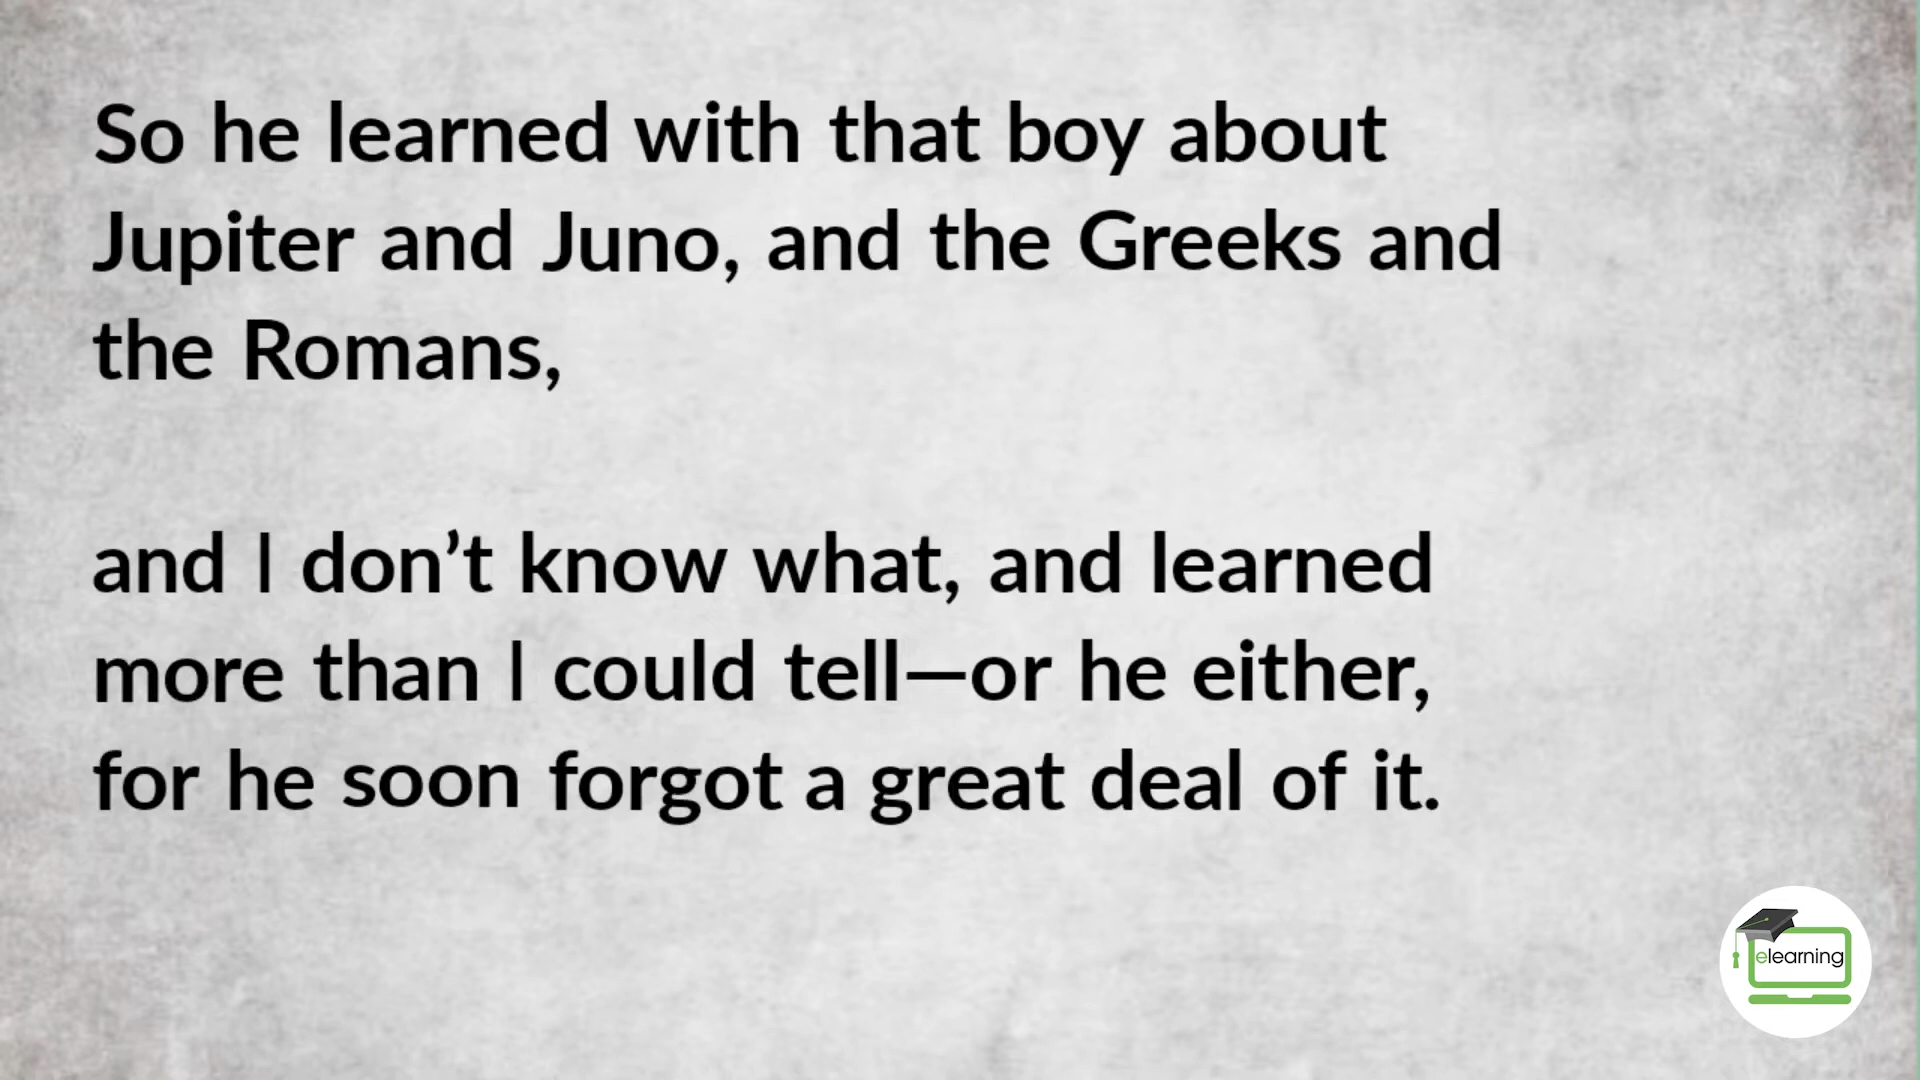 So he learned with that boy about
Jupiter and Juno, and the Greeks and
the Romans,
and I don’t know what, and learned
more than I could tell—or he either,
for he soon forgot a great deal of it.
elearning